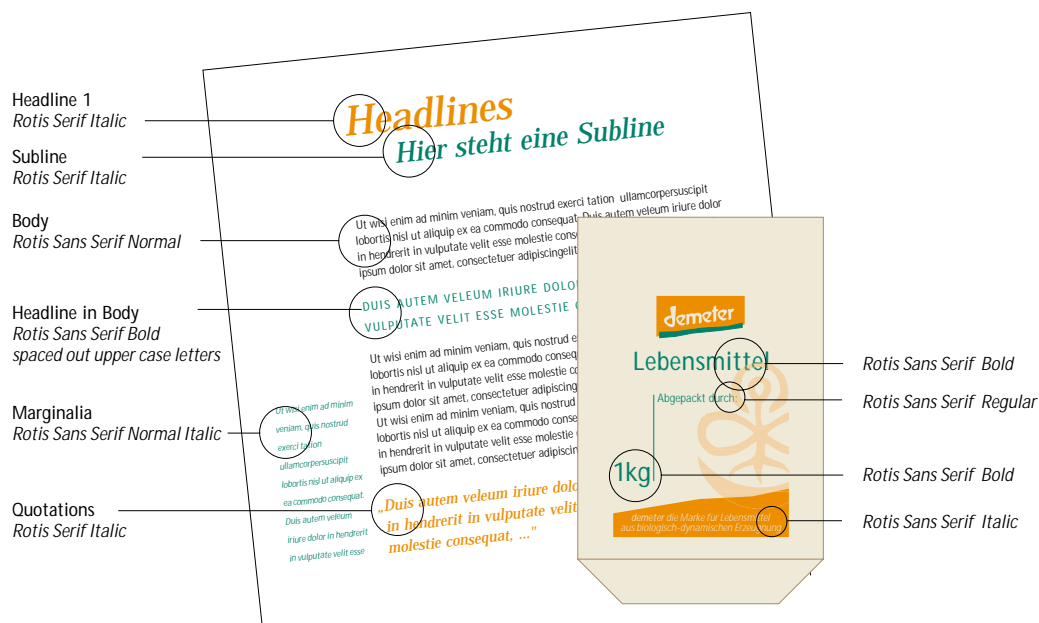 Headline 1
Rotis Serif Italic
Subline
Rotis Serif Italic
Body
Rotis Sans Serif Normal
Headline in Body
Rotis Sans Serif Bold
spaced out upper case letters
Marginalia
Rotis Sans Serif Normal Italic
Quotations
Rotis Serif Italic
Headlines
Hier steht eine Subline
Ut wisi enim ad minim veniam, quis nostrud exerci tation ullamcorpersuscipit
lobortis nisl ut aliquip ex ea commodo consequat. Duis autem veleum iriure dolor
in hendrerit in vulputate velit esse molestie
ipsum dolor sit amet, consectetuer adipiscingelit
DUIS AUTEM VELEUM IRIURE
VULPUTATE VELIT ESSE MOLESTIE
Ut wisi enim ad minim veniam, quis nostrud
lobortis nisl ut aliquip ex ea commodo
in hendrerit in vulputate velit esse molestie
ipsum dolor sit amet, consectetuer
Ut wisi enim ad minim veniam, quis nostrud
lobortis nisl ut aliquip ex ea commodo
in hendrerit in vulputate velit esse molestie
ipsum dolor sit amet, consectetuer
Ut wisi enim ad minim
veniam, quis nostrud
exerci tation
ullamcorpersuscipit
lobortis nisl ut aliquip ex
ea commodo consequat.
Duis autem veleum
iriure dolor in hendrerit
in vulputate velit esse
„Duis autem veleum iriure
in hendrerit in vulputate velit
molestie consequat, ..."
demeter
Lebensmittel
Abgepackt durch:
1kg
demeter die Marke für Lebensmittel
aus biologisch-dynamischen Erzeugnung
Rotis Sans Serif Bold
Rotis Sans Serif Regular
Rotis Sans Serif Bold
Rotis Sans Serif Italic